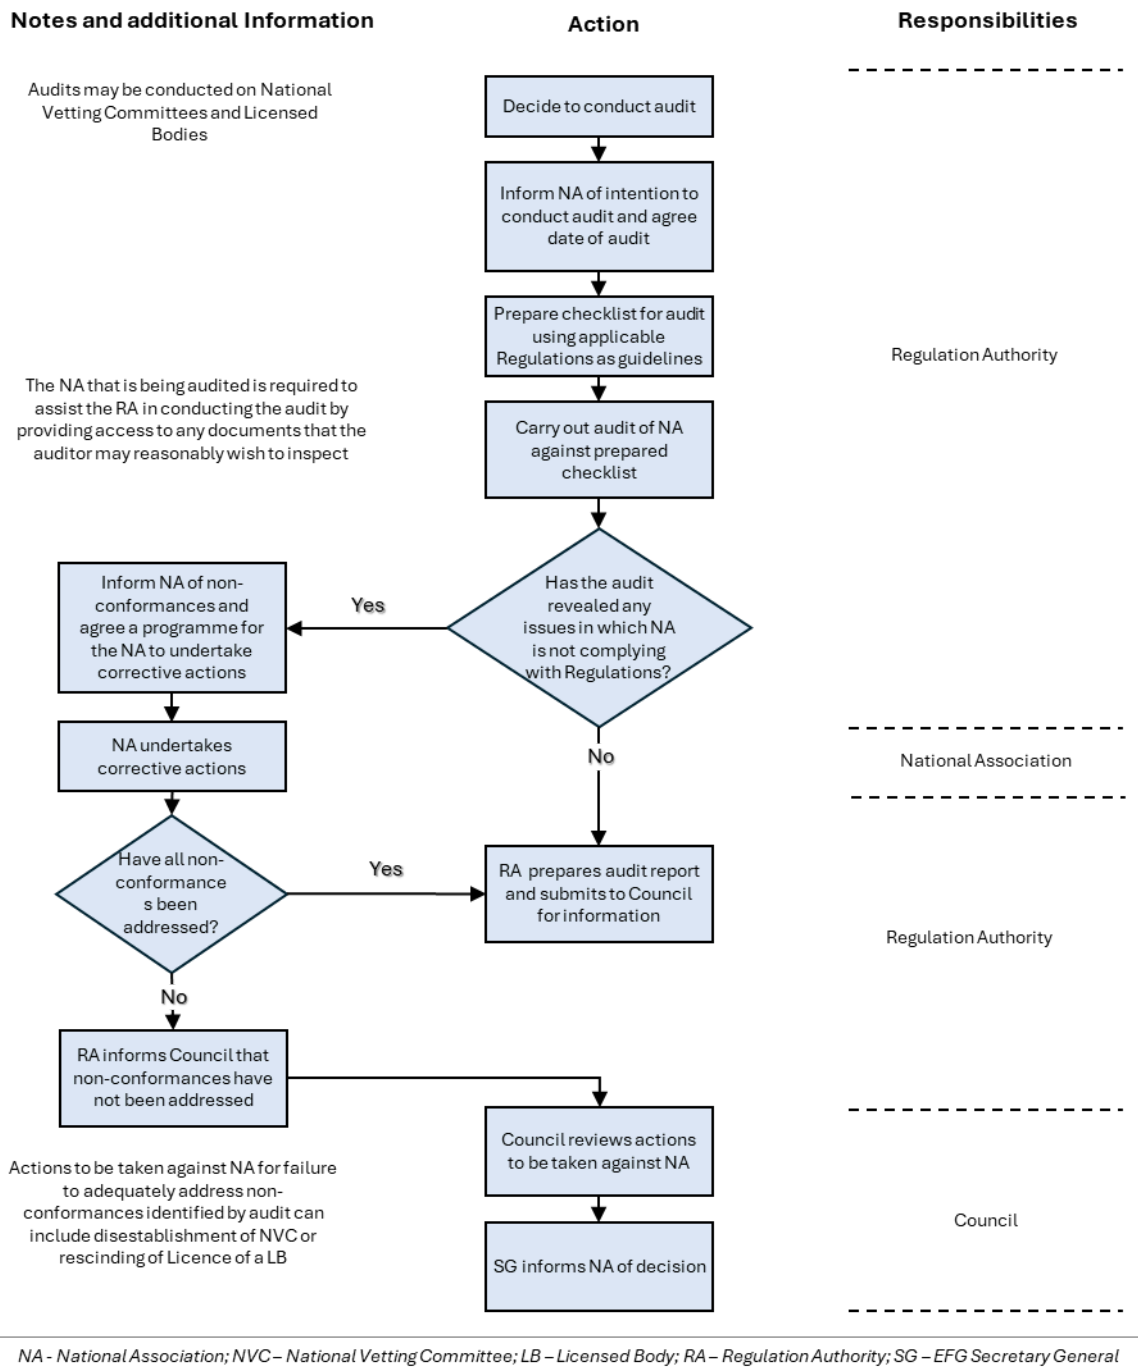 Notes and additional Information
Action
Responsibilities
Audits may be conducted on National
Vetting Committees and Licensed
Bodies
Decide to conduct audit
Inform NA of intention to
conduct audit and agree
date of audit
Prepare checklist for audit
using applicable
Regulations as guidelines
Regulation Authority
The NA that is being audited is required to
assist the RA in conducting the audit by
providing access to any documents that the
auditor may reasonably wish to inspect
Carry out audit of NA
against prepared
checklist
Has the audit
revealed any
issues in which NA
is not complying
with Regulations?
Yes
Inform NA of non-
conformances and
agree a programme for
the NA to undertake
corrective actions
No
NA undertakes
corrective actions
National Association
Have all non-
conformance
s been
addressed?
Yes
RA prepares audit report
and submits to Council
for information
Regulation Authority
No
RA informs Council that
non-conformances have
not been addressed
Council reviews actions
to be taken against NA
Actions to be taken against NA for failure
to adequately address non-
conformances identified by audit can
include disestablishment of NVC or
rescinding of Licence of a LB
Council
SG informs NA of decision
NA - National Association; NVC – National Vetting Committee; LB – Licensed Body; RA – Regulation Authority; SG – EFG Secretary General